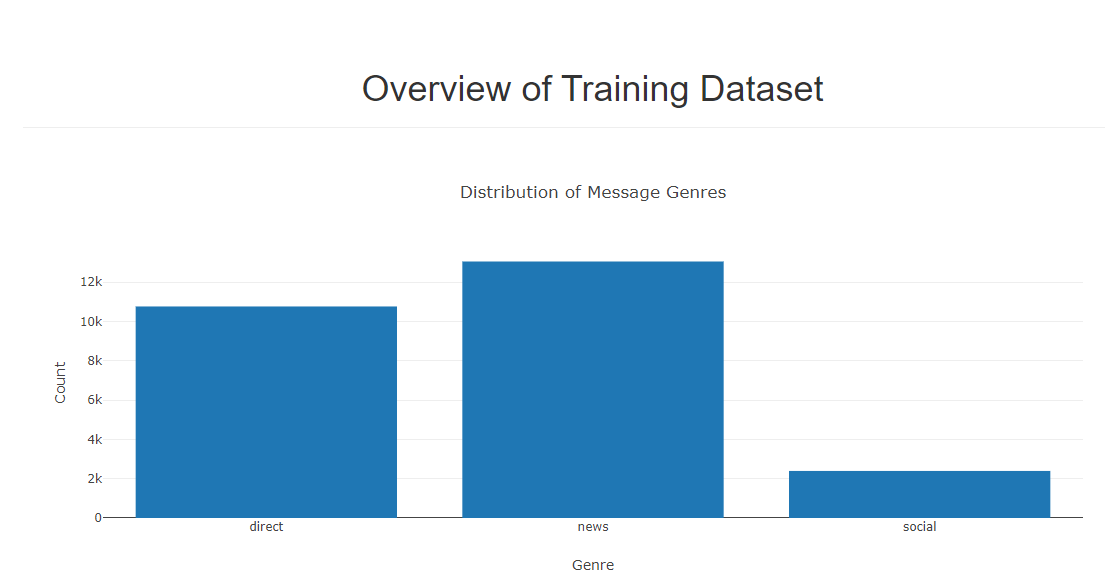 Overview of Training Dataset
Distribution of Message Genres
12k
10k
8k
6k
4k
2k
0
Count
direct news social
Genre